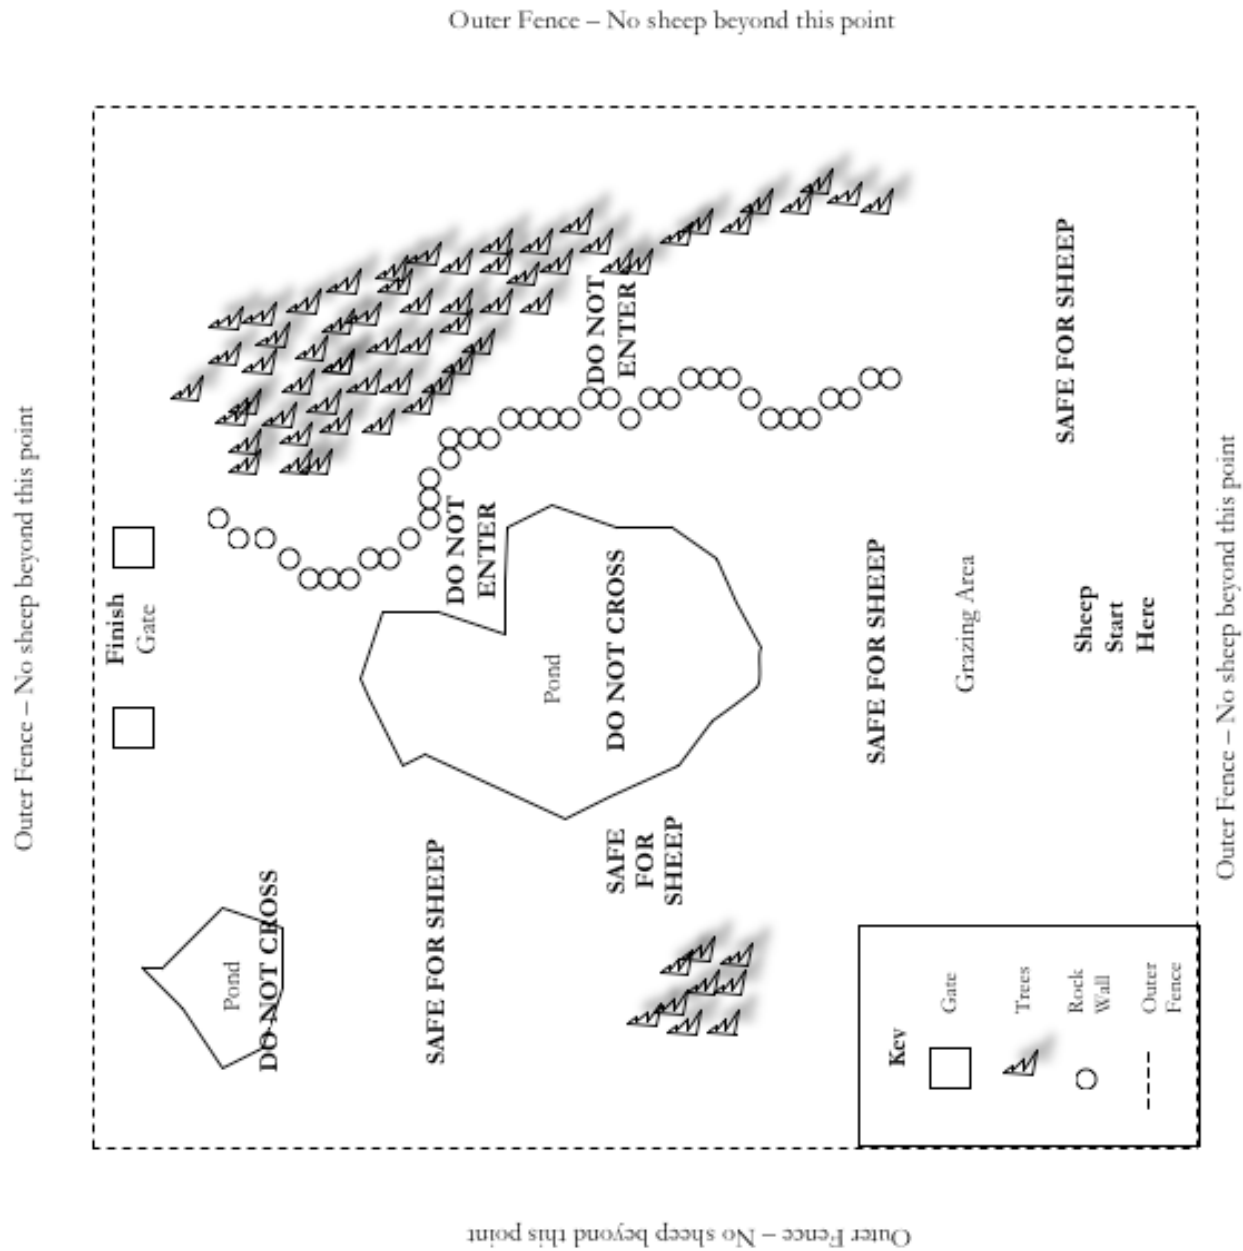 Outer Fence – No sheep beyond this point
Outer Fence – No sheep beyond this point
Finish
Gate
DO NOT
ENTER
DO NOT
ENTER
Pond
DO NOT CROSS
Pond
DO NOT CROSS
SAFE FOR SHEEP
SAFE
FOR
SHEEP
SAFE FOR SHEEP
SAFE FOR SHEEP
Grazing Area
Sheep
Start
Here
Key
Gate
Trees
Rock
Wall
Outer
Fence
Outer Fence – No sheep beyond this point
Outer Fence – No sheep beyond this point